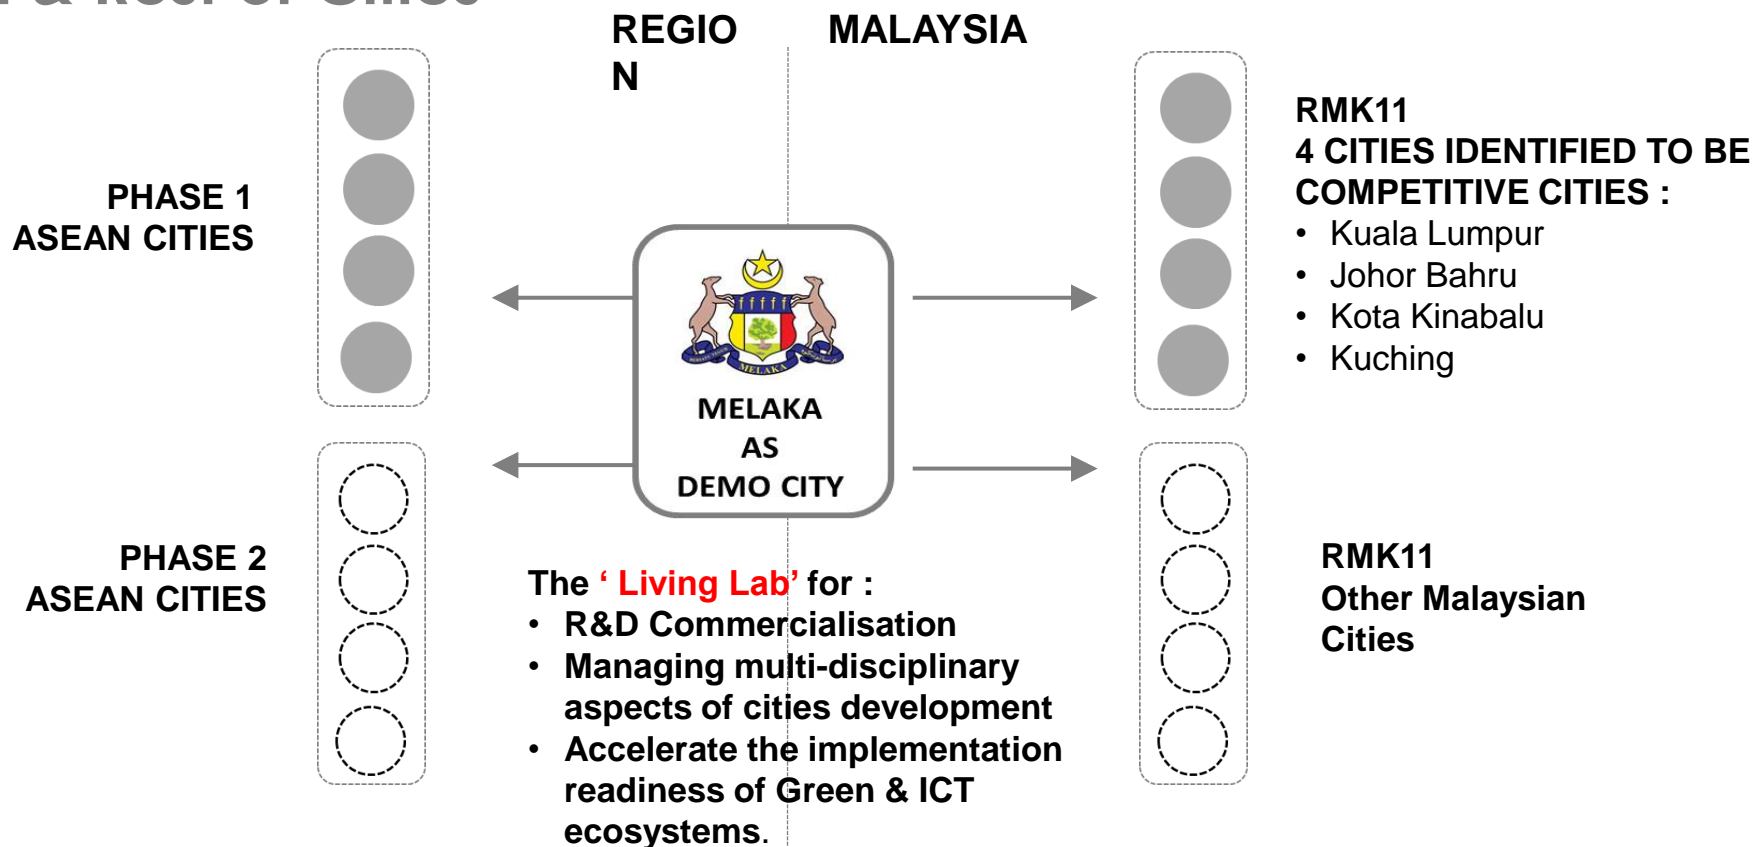 REGIO
N
MALAYSIA
PHASE 1
ASEAN CITIES
RMK11
4 CITIES IDENTIFIED TO BE
COMPETITIVE CITIES :
• Kuala Lumpur
• Johor Bahru
• Kota Kinabalu
• Kuching
MELAKA
MELAKA
AS
DEMO CITY
PHASE 2
ASEAN CITIES
The ‘ Living Lab’ for :
• R&D Commercialisation
• Managing multi-disciplinary
aspects of cities development
• Accelerate the implementation
readiness of Green & ICT
ecosystems.
RMK11
Other Malaysian
Cities